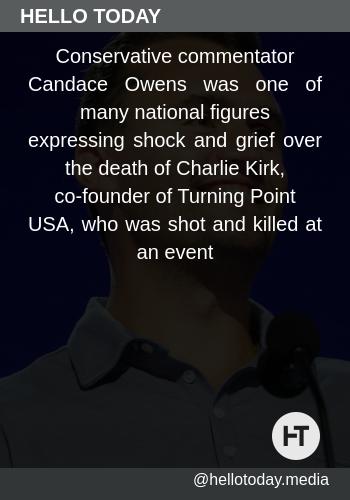 HELLO TODAY
Conservative commentator
Candace Owens was one of
many national figures
expressing shock and grief over
the death of Charlie Kirk,
co-founder of Turning Point
USA, who was shot and killed at
an event
HT
@hellotoday.media